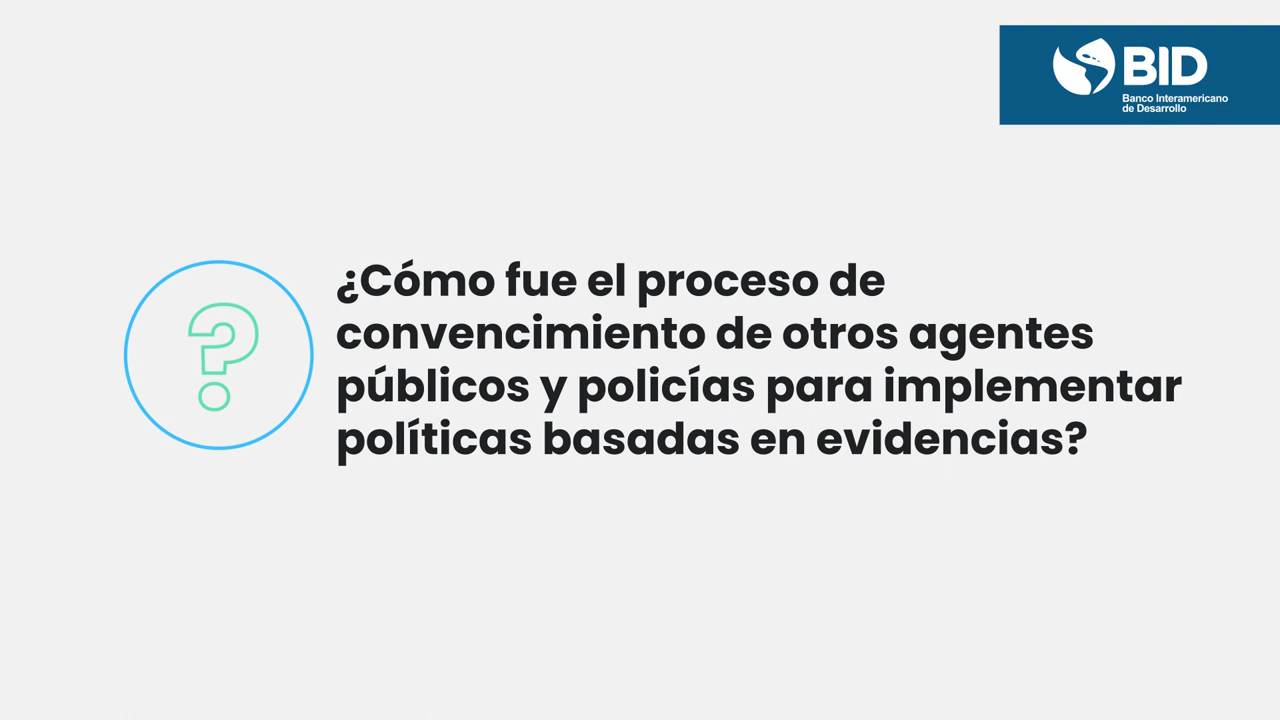 BID
Banco Interamericano
de Desarrollo
¿Cómo fue el proceso de
convencimiento de otros agentes
públicos y policías para implementar
políticas basadas en evidencias?